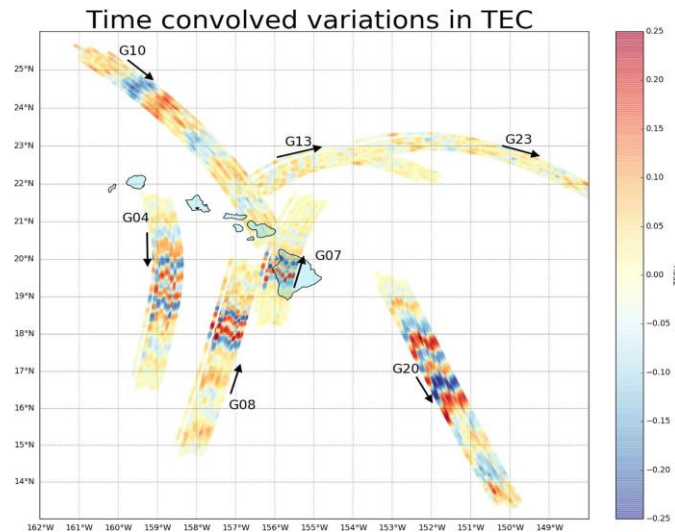 Time convolved variations in TEC
G10
G13
G23
G04
G07
G20
G08
25°N
24°N
23°N
22°N
21°N
20°N
19°N
18°N
17°N
16°N
15°N
14°N
162°W 161°W 160°W 159°W 158°W 157°W 156°W 155°W 154°W 153°W 152°W 151°W 150°W 149°W
0.25
0.20
0.15
0.10
0.05
0.00
−0.05
−0.10
−0.15
−0.20
−0.25